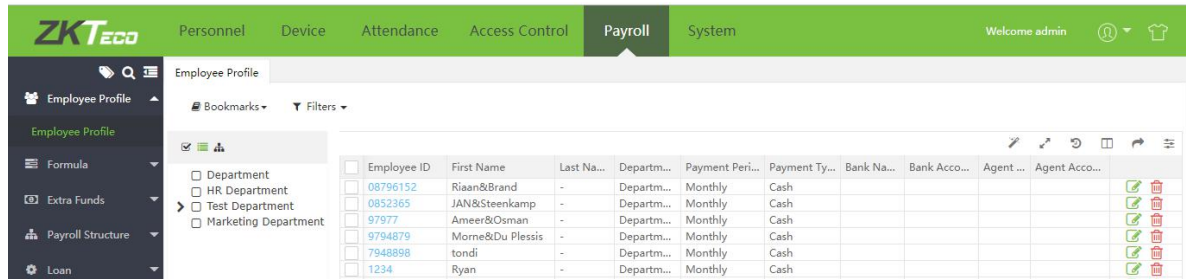 ZKTeco Personnel Device Attendance Access Control Payroll System Welcome admin
Employee Profile
Employee Profile
Employee Profile
Formula
Extra Funds
Payroll Structure
Loan
Bookmarks Filters
Department
HR Department
Test Department
Marketing Department
Employee ID First Name Last Na... Departm... Payment Peri... Payment Ty... Bank Na... Bank Acco... Agent ... Agent Acco...
08796152 Riaan&Brand - Departm... Monthly Cash
0852365 JAN&Steenkamp - Departm... Monthly Cash
97977 Ameer&Osman - Departm... Monthly Cash
9794879 Morne&Du Plessis - Departm... Monthly Cash
7948898 tondi - Departm... Monthly Cash
1234 Ryan - Departm... Monthly Cash